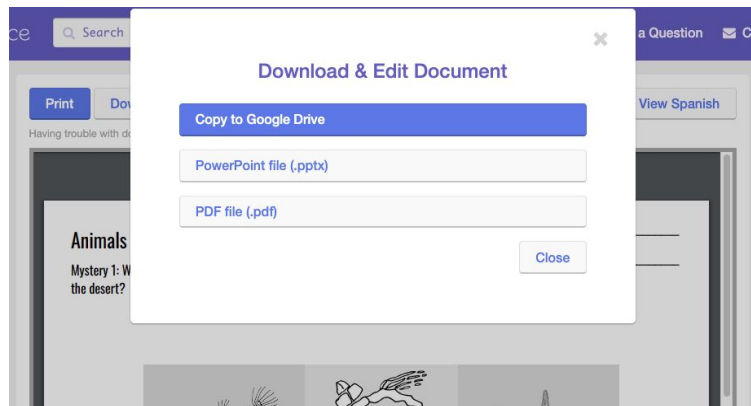 ce
Search
a Question
C
Download & Edit Document
Print
Dow
View Spanish
Copy to Google Drive
Having trouble with do
PowerPoint file (.pptx)
PDF file (.pdf)
Animals
Close
Mystery 1: W
the desert?